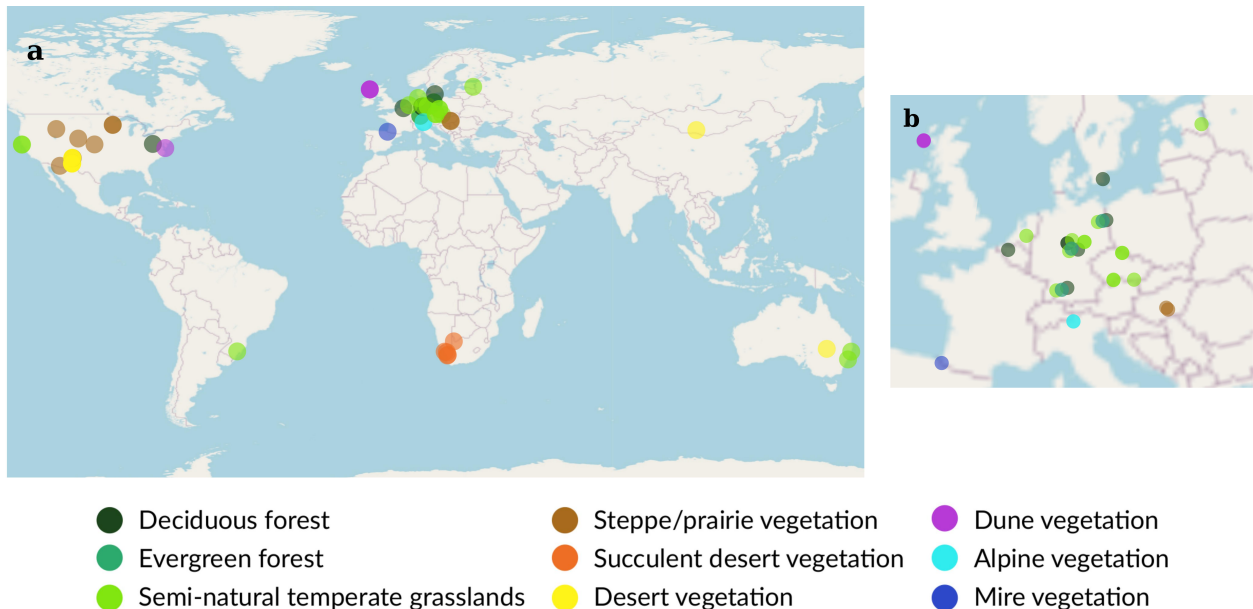 a
b
Deciduous forest
Steppe/prairie vegetation
Dune vegetation
Evergreen forest
Succulent desert vegetation
Alpine vegetation
Semi-natural temperate grasslands
Desert vegetation
Mire vegetation